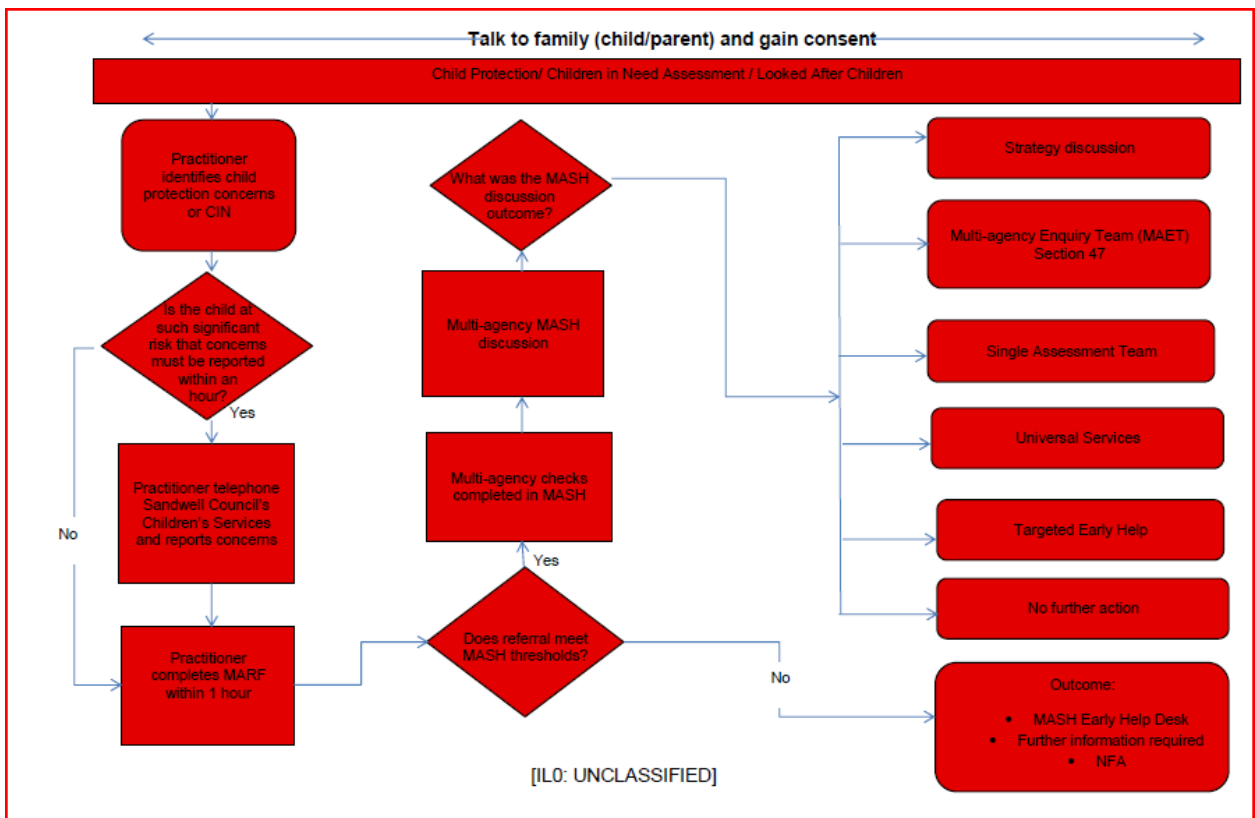 Talk to family (child/parent) and gain consent
Child Protection/ Children in Need Assessment / Looked After Children
Practitioner
identifies child
protection concerns
or CIN
Is the child at
such significant
risk that concerns
must be reported
within an
hour?
Yes
No
Practitioner telephone
Sandwell Council's
Children's Services
and reports concerns
Practitioner
completes MARF
within 1 hour
What was the MASH
discussion
outcome?
Multi-agency MASH
discussion
Multi-agency checks
completed in MASH
Yes
Does referral meet
MASH thresholds?
No
Strategy discussion
Multi-agency Enquiry Team (MAET)
Section 47
Single Assessment Team
Universal Services
Targeted Early Help
No further action
Outcome:
• MASH Early Help Desk
• Further information required
• NFA
[IL0: UNCLASSIFIED]